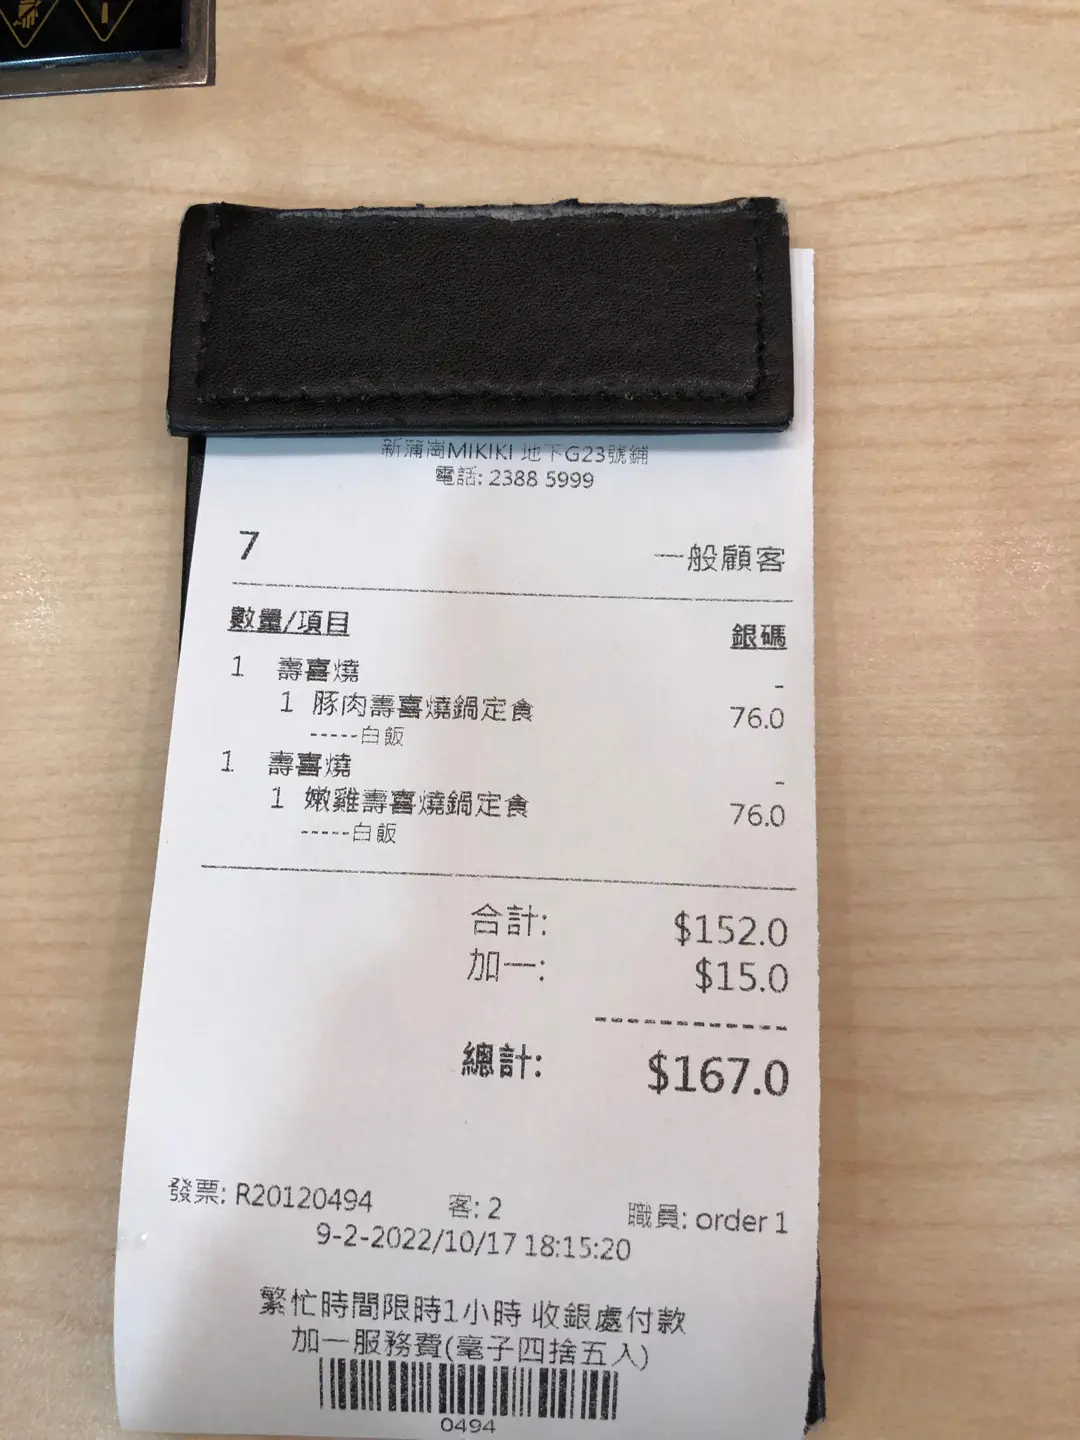 新蒲崗MIKIKI 地下G23號鋪
電話: 2388 5999
7 一般顧客
數量/項目 銀碼
1 壽喜燒 -
1 豚肉壽喜燒鍋定食 76.0
-----白飯
1 壽喜燒 -
1 嫩雞壽喜燒鍋定食 76.0
-----白飯
合計: $152.0
加一: $15.0
總計: $167.0
發票: R20120494 客: 2 職員: order 1
9-2-2022/10/17 18:15:20
繁忙時間限時1小時 收銀處付款
加一服務費(毫子四捨五入)
0494